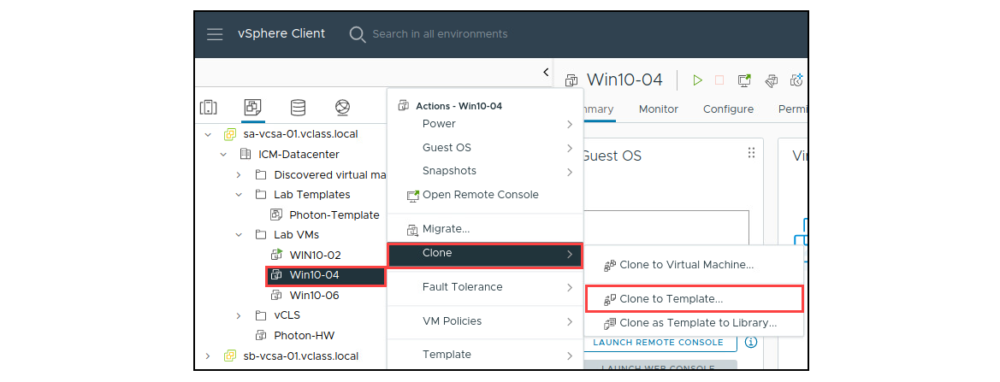 vSphere Client
Search in all environments
Win10-04
mmary Monitor Configure Permi
sa-vcsa-01.vclass.local
ICM-Datacenter
Discovered virtual ma
Lab Templates
Photon-Template
Lab VMs
WIN10-02
Win10-04
Win10-06
vCLS
Photon-HW
sb-vcsa-01.vclass.local
Actions - Win10-04
Power
Guest OS
Snapshots
Open Remote Console
Migrate...
Clone
Fault Tolerance
VM Policies
Template
Guest OS
Vi
Clone to Virtual Machine...
Clone to Template...
Clone as Template to Library...
LAUNCH REMOTE CONSOLE
LAUNCH WEB CONSOLE